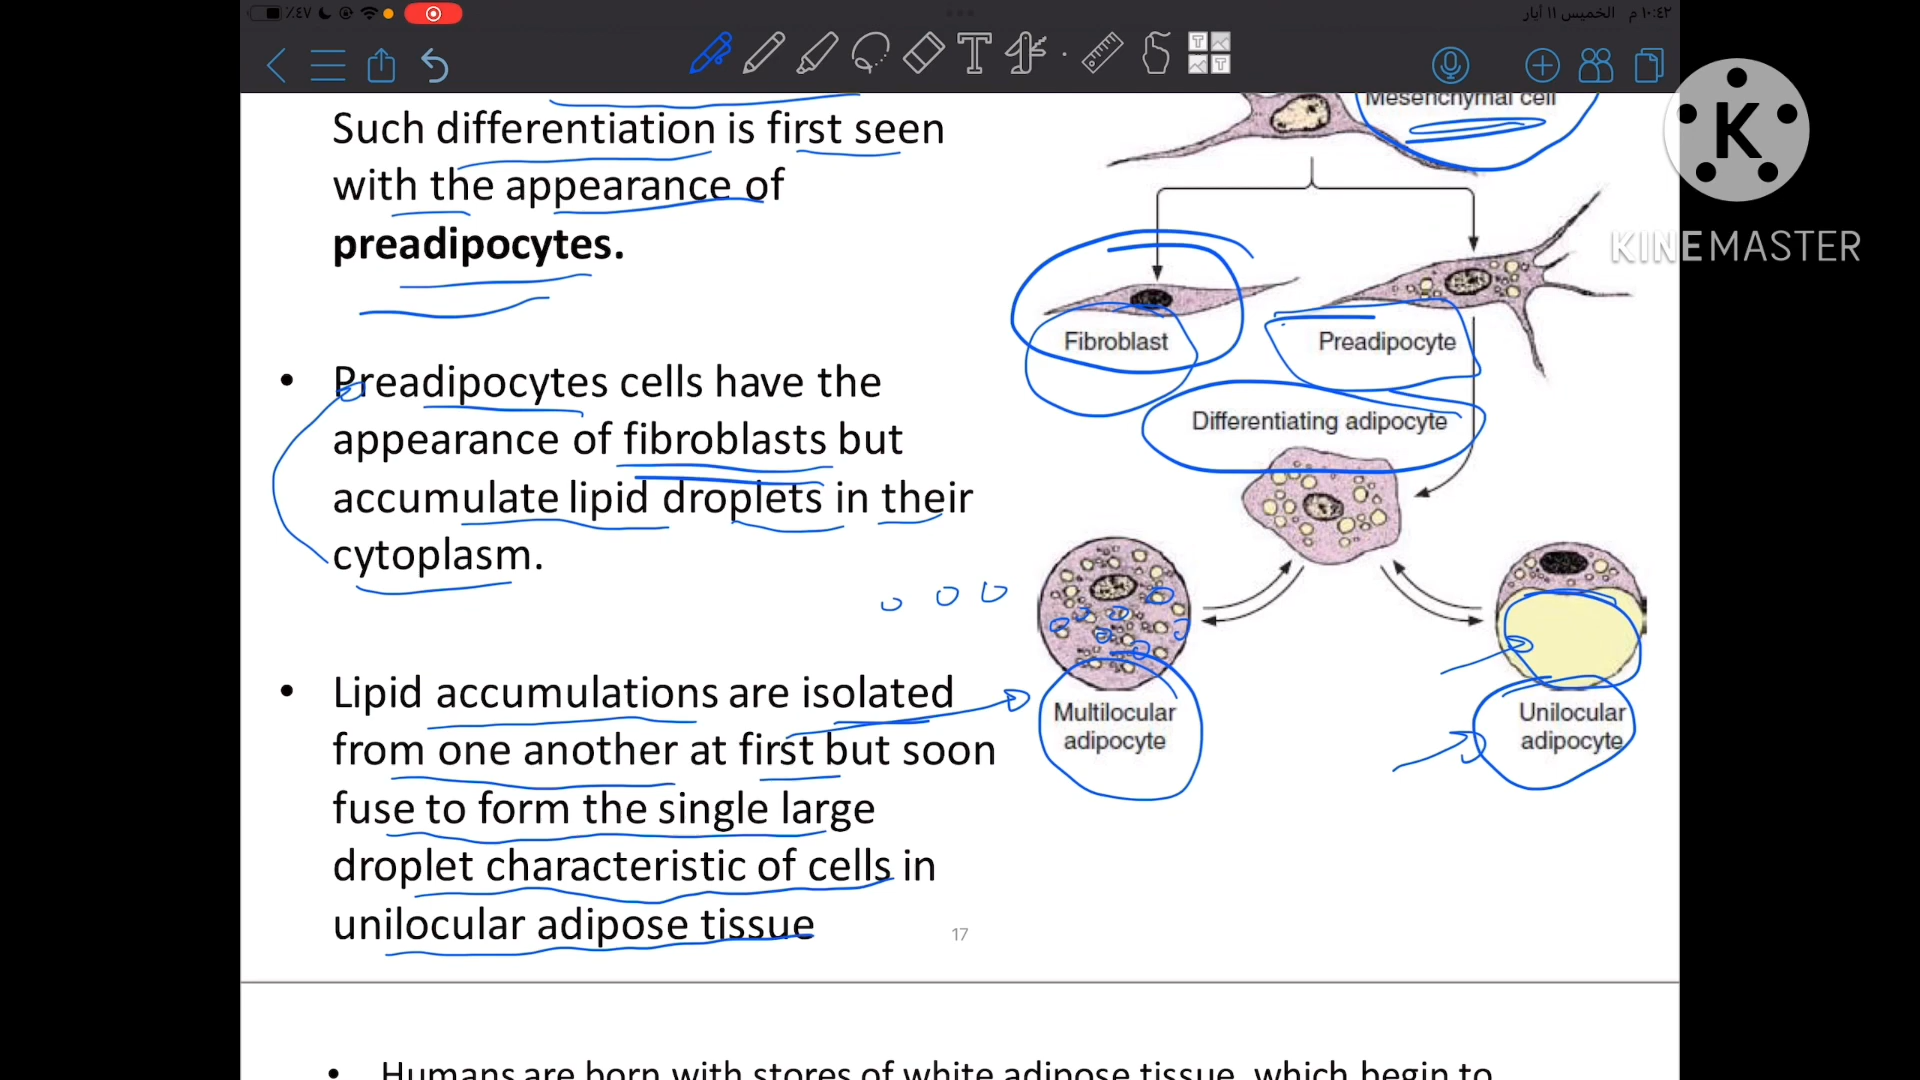 ٪٤٧
١٠:٤٢ م الخميس ١١ أيار
Such differentiation is first seen
with the appearance of
preadipocytes.
• Preadipocytes cells have the
appearance of fibroblasts but
accumulate lipid droplets in their
cytoplasm.
• Lipid accumulations are isolated
from one another at first but soon
fuse to form the single large
droplet characteristic of cells in
unilocular adipose tissue
Mesenchymal cell
Fibroblast
Preadipocyte
Differentiating adipocyte
Multilocular
adipocyte
Unilocular
adipocyte
17
• Humans are born with stores of white adipose tissue, which begin to
K
KINEMASTER